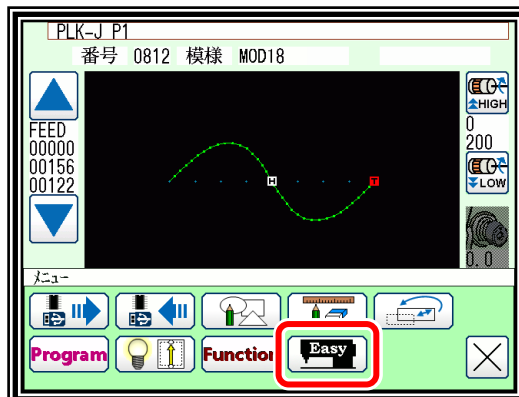 PLK-J P1
番号 0812 模様 MOD18
HIGH
FEED
00000
00156
00122
0
200
LOW
H
T
0.0
メニュー
Program
Function
Easy